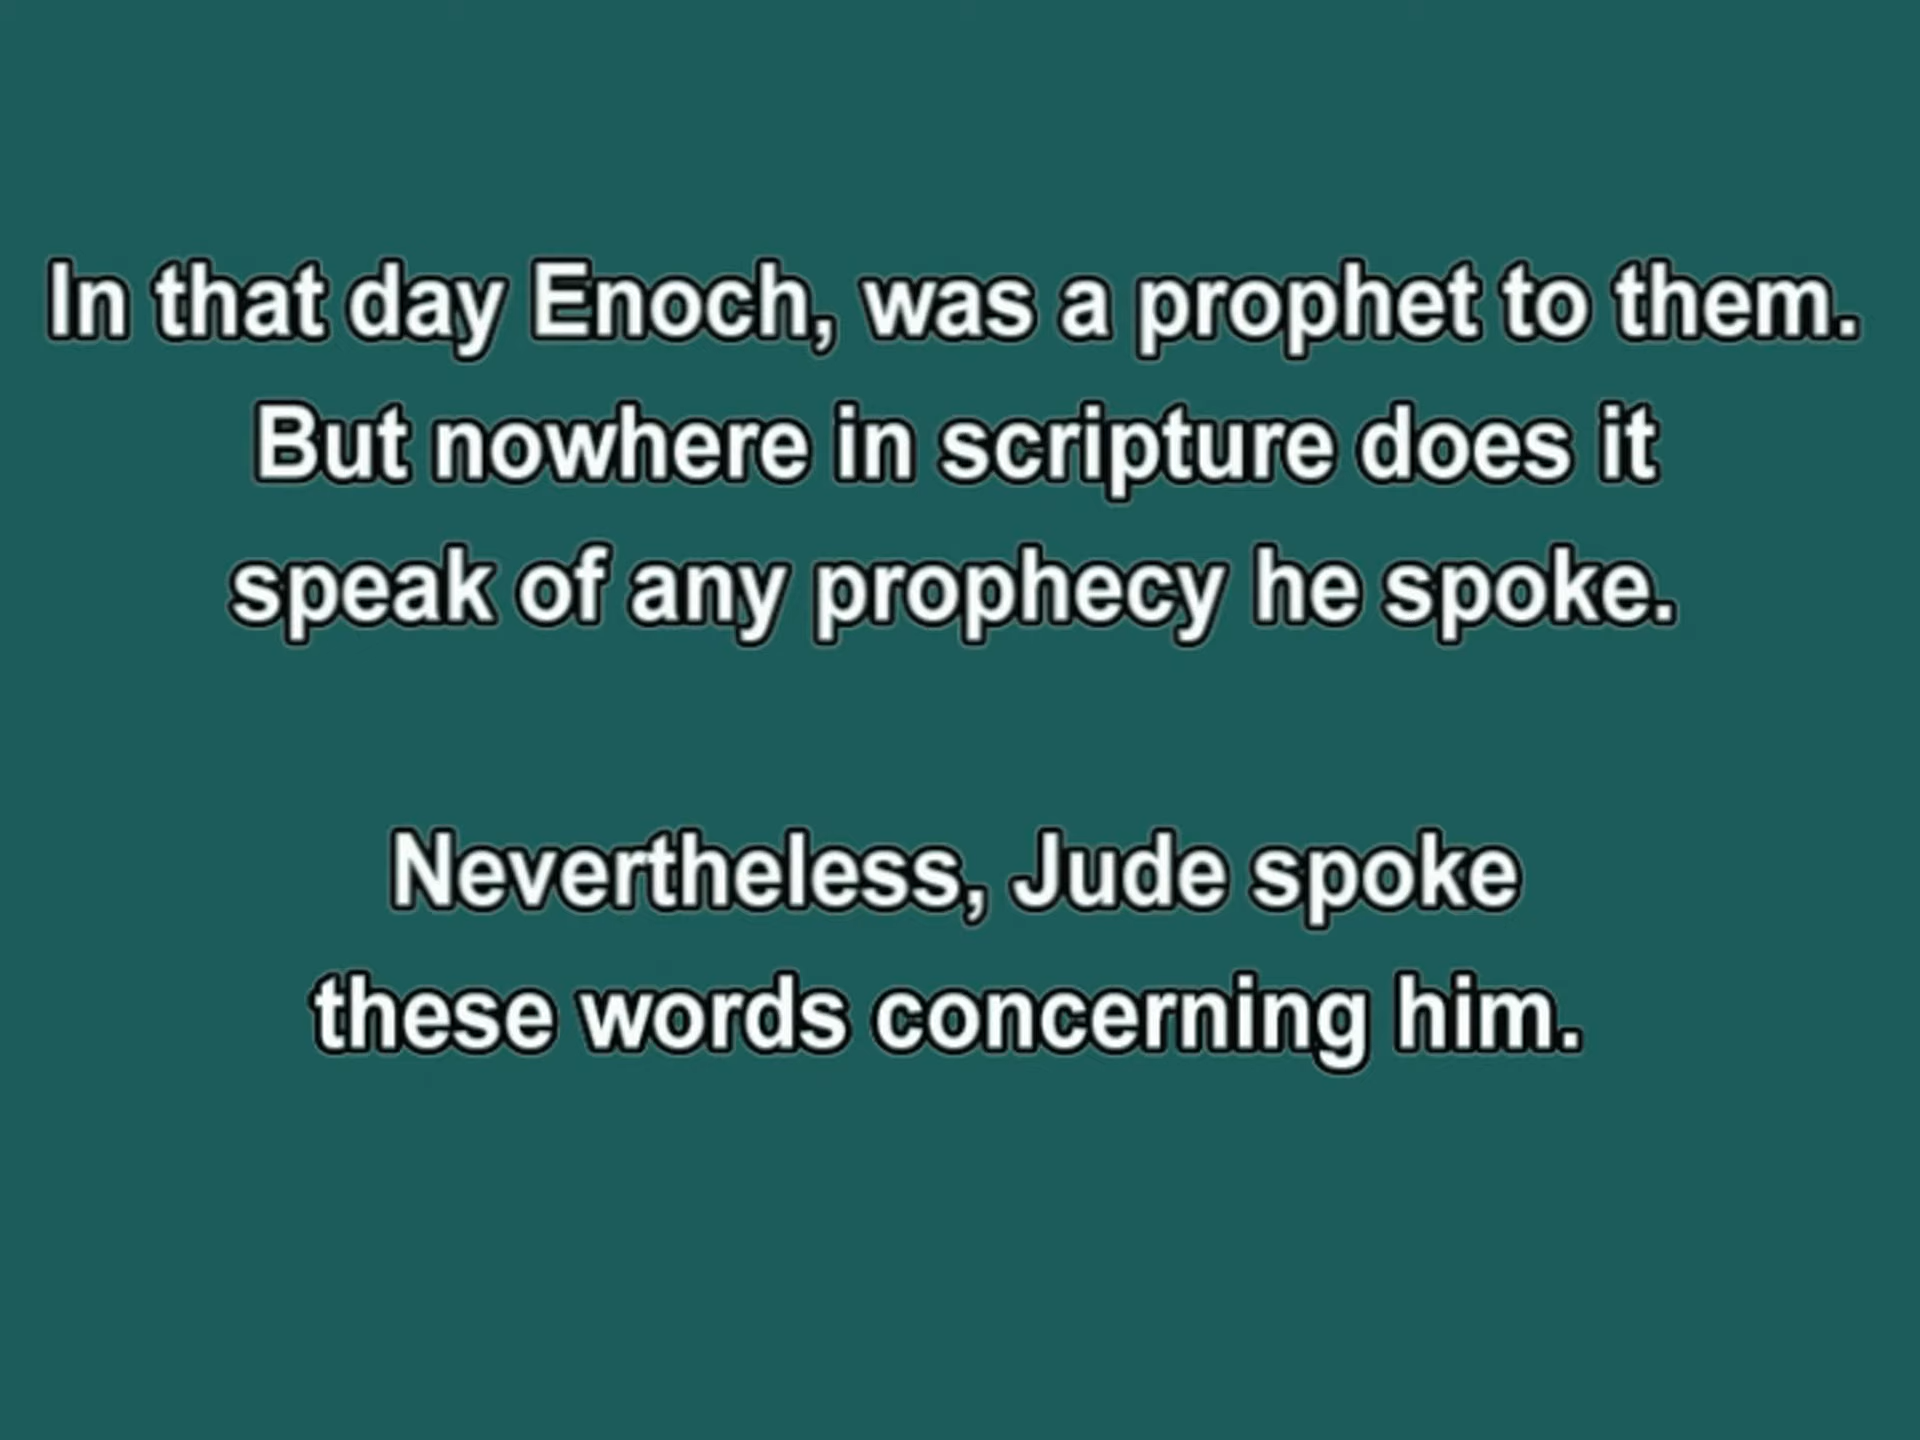 In that day Enoch, was a prophet to them.
But nowhere in scripture does it
speak of any prophecy he spoke.
Nevertheless, Jude spoke
these words concerning him.